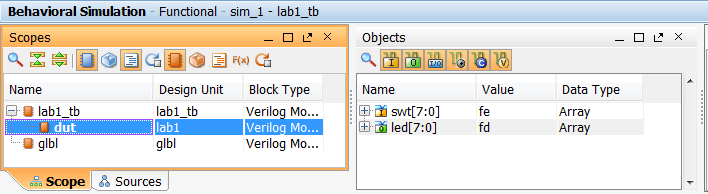 Behavioral Simulation - Functional - sim_1 - lab1_tb
Scopes
F(x)
Name Design Unit Block Type
lab1_tb lab1_tb Verilog Mo...
dut lab1 Verilog Mo...
glbl glbl Verilog Mo...
Scope Sources
Objects
I O I/O C V
Name Value Data Type
swt[7:0] fe Array
led[7:0] fd Array